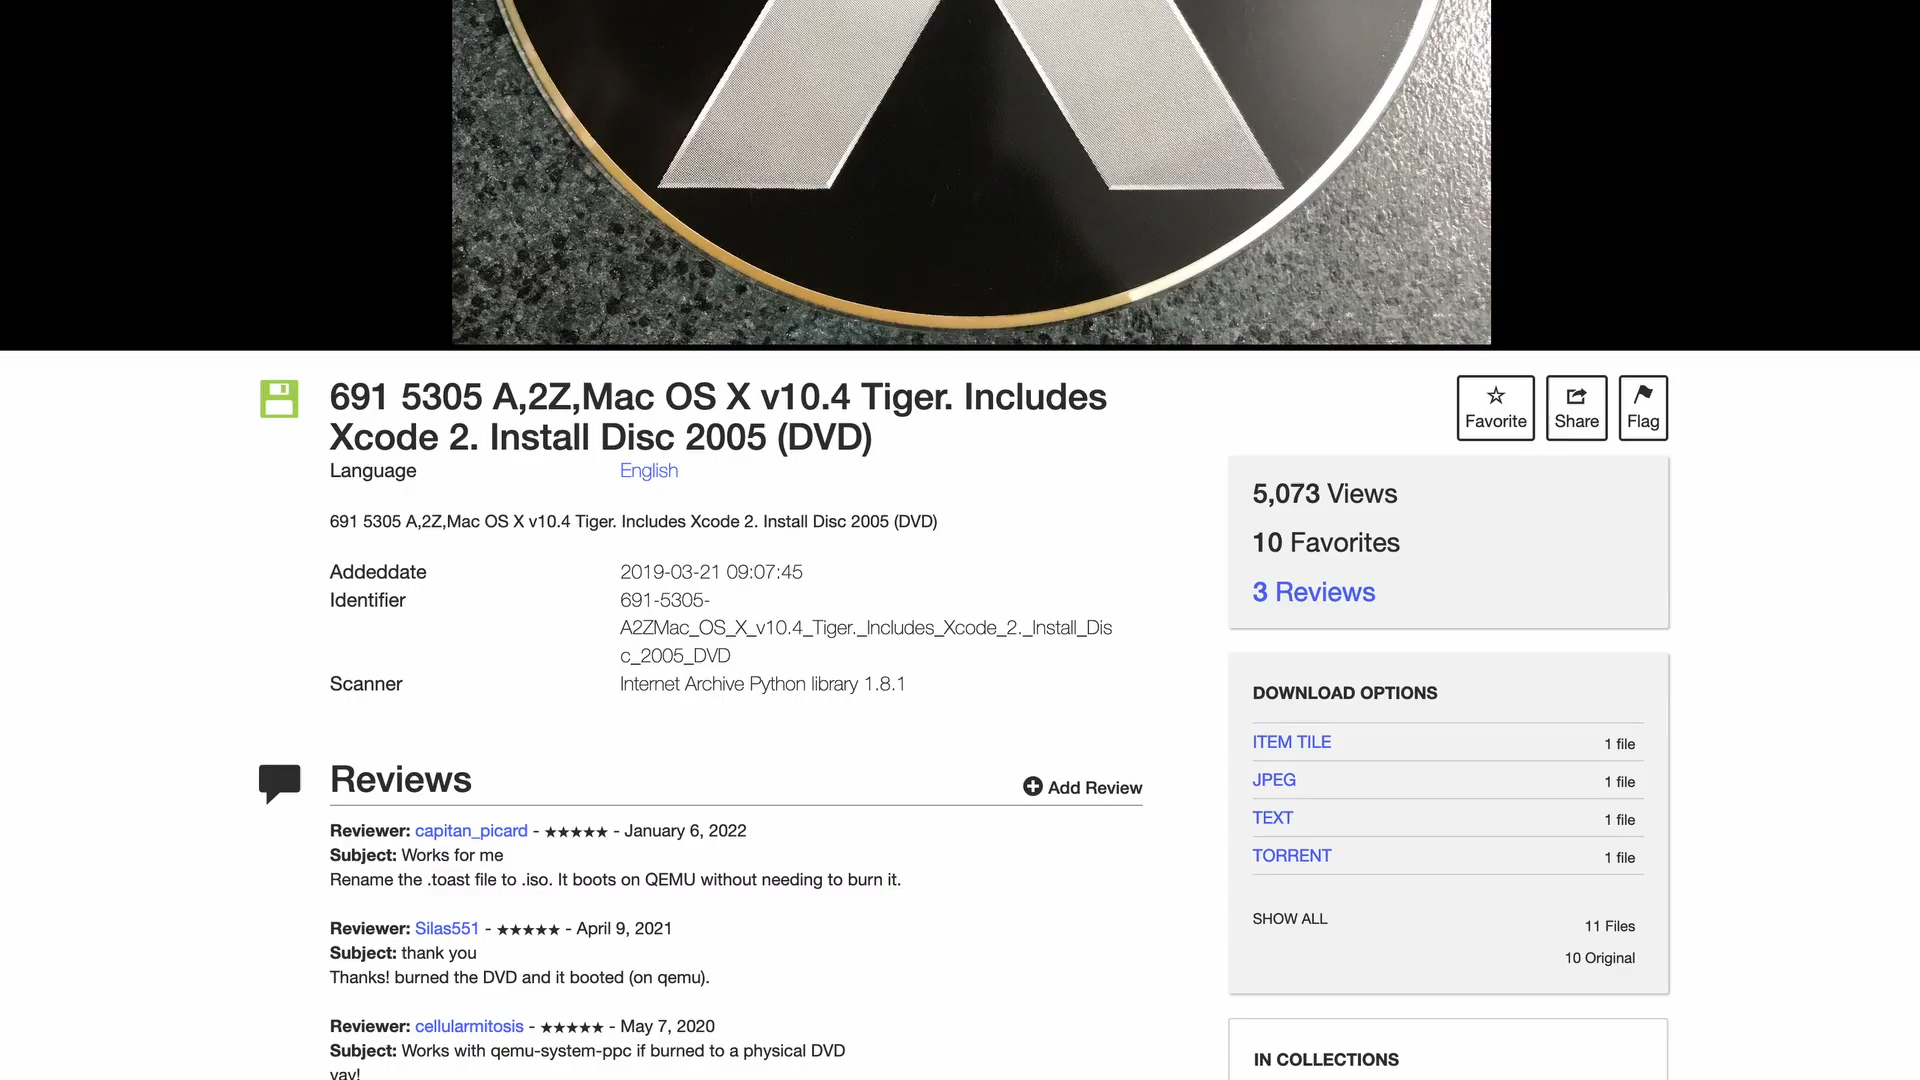 691 5305 A,2Z,Mac OS X v10.4 Tiger. Includes
Xcode 2. Install Disc 2005 (DVD)
Favorite
Share
Flag
Language English
691 5305 A,2Z,Mac OS X v10.4 Tiger. Includes Xcode 2. Install Disc 2005 (DVD)
Addeddate 2019-03-21 09:07:45
Identifier 691-5305-
A2ZMac_OS_X_v10.4_Tiger._Includes_Xcode_2._Install_Dis
c_2005_DVD
Scanner Internet Archive Python library 1.8.1
Reviews
Add Review
Reviewer: capitan_picard - ★★★★★ - January 6, 2022
Subject: Works for me
Rename the .toast file to .iso. It boots on QEMU without needing to burn it.
Reviewer: Silas551 - ★★★★★ - April 9, 2021
Subject: thank you
Thanks! burned the DVD and it booted (on qemu).
Reviewer: cellularmitosis - ★★★★★ - May 7, 2020
Subject: Works with qemu-system-ppc if burned to a physical DVD
yay!
5,073 Views
10 Favorites
3 Reviews
DOWNLOAD OPTIONS
ITEM TILE 1 file
JPEG 1 file
TEXT 1 file
TORRENT 1 file
SHOW ALL 11 Files
10 Original
IN COLLECTIONS